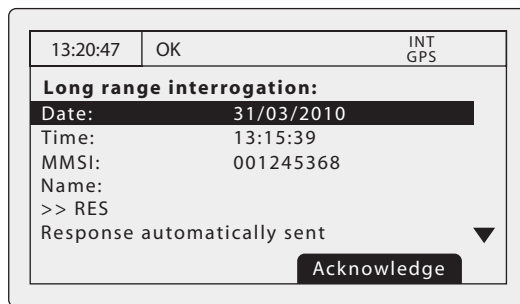 13:20:47 OK INT
GPS
Long range interrogation:
Date: 31/03/2010
Time: 13:15:39
MMSI: 001245368
Name:
>> RES
Response automatically sent
Acknowledge